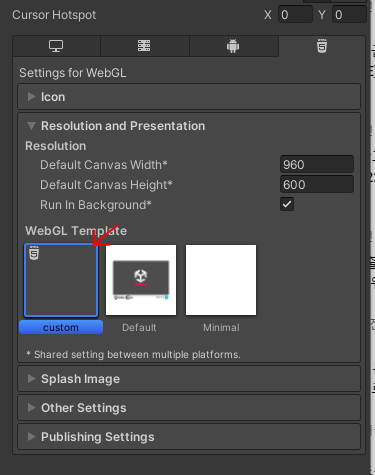 Cursor Hotspot X 0 Y 0
Settings for WebGL
Icon
Resolution and Presentation
Resolution
Default Canvas Width* 960
Default Canvas Height* 600
Run In Background*
WebGL Template
custom Default Minimal
* Shared setting between multiple platforms.
Splash Image
Other Settings
Publishing Settings